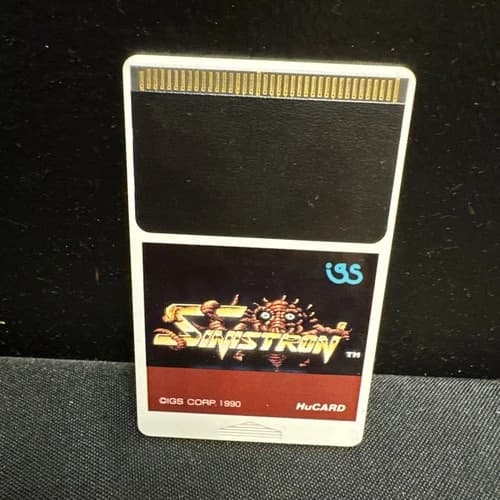 igs
SINISTRON
TM
©IGS CORP. 1990
HuCARD